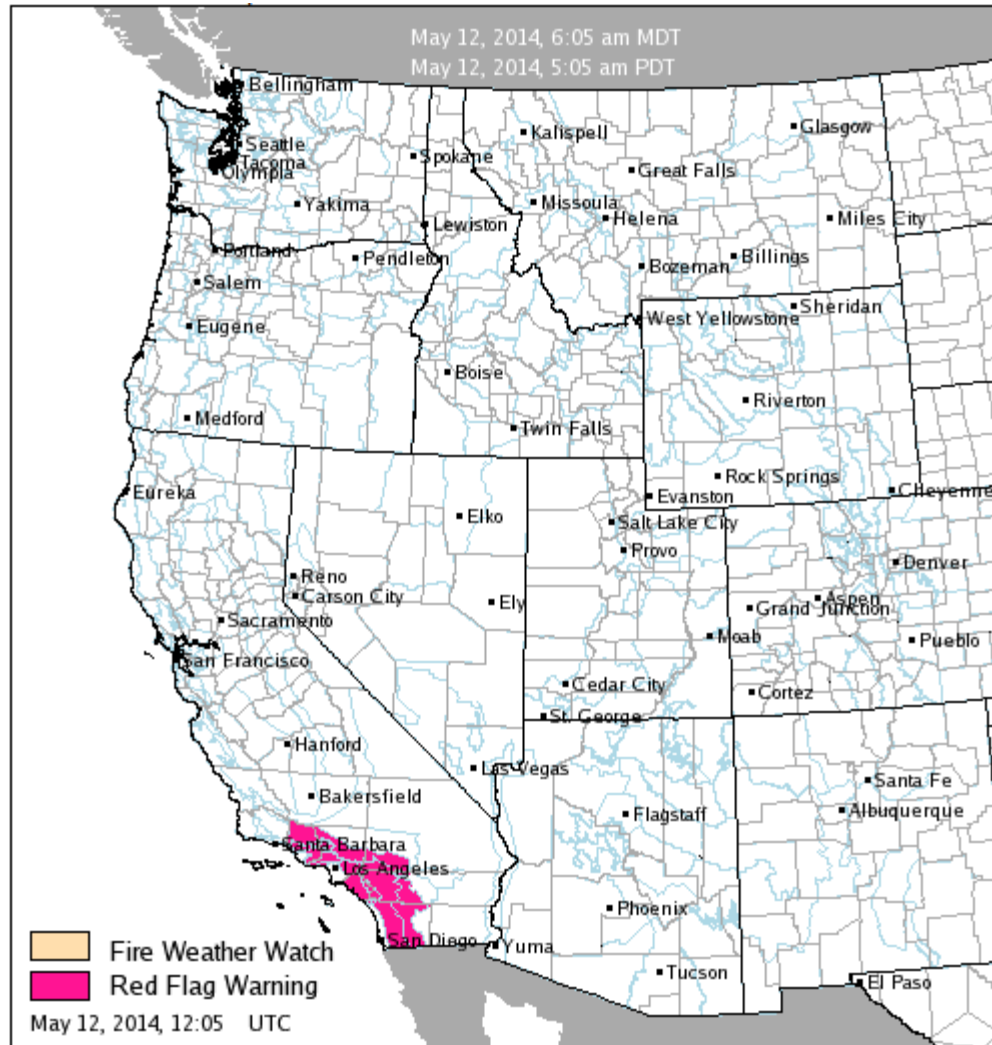 May 12, 2014, 6:05 am MDT
May 12, 2014, 5:05 am PDT
Bellingham
Kalispell
Glasgow
Seattle
Spokane
Tacoma
Great Falls
Olympia
Yakima
Missoula
Lewiston
Helena
Miles City
Portland
Pendleton
Billings
Bozeman
Salem
Sheridan
West Yellowstone
Eugene
Boise
Riverton
Medford
Twin Falls
Rock Springs
Eureka
Evanston
Cheyenne
Elko
Salt Lake City
Provo
Denver
Reno
Carson City
Ely
Aspen
Grand Junction
Sacramento
Moab
Pueblo
San Francisco
Cedar City
Cortez
St. George
Hanford
Las Vegas
Santa Fe
Bakersfield
Flagstaff
Albuquerque
Santa Barbara
Los Angeles
Phoenix
San Diego
Yuma
Tucson
El Paso
Fire Weather Watch
Red Flag Warning
May 12, 2014, 12:05 UTC